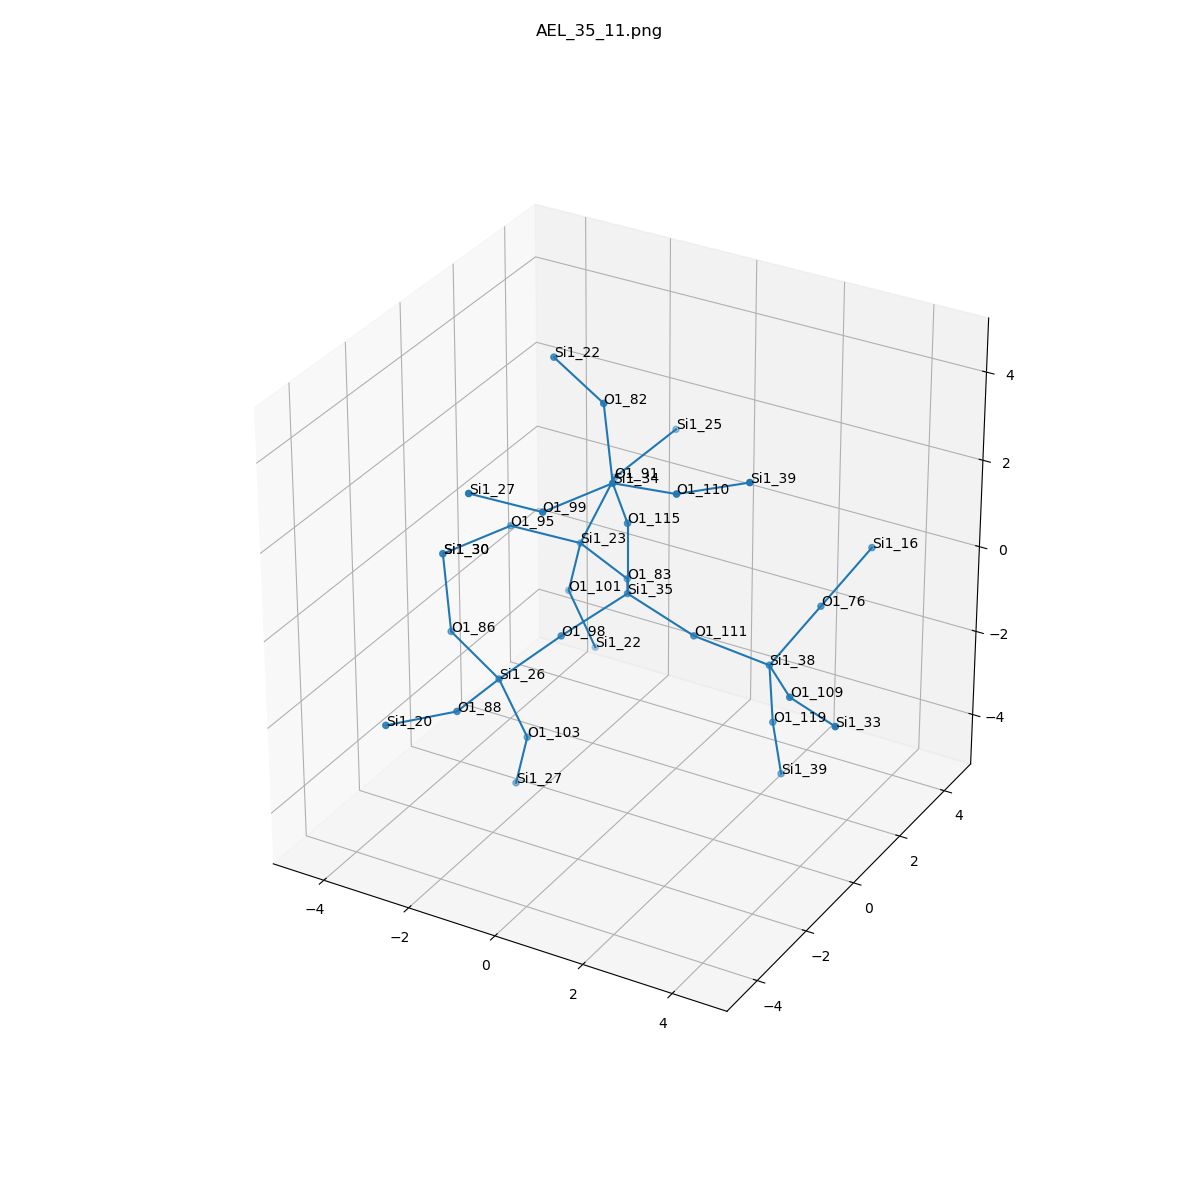 AEL_35_11.png
Si1_22
O1_82
Si1_25
O1_91
Si1_34
Si1_39
O1_110
Si1_27
O1_99
O1_95
O1_115
Si1_23
Si1_30
Si1_16
O1_83
O1_101
Si1_35
O1_76
O1_86
O1_98
O1_111
Si1_22
Si1_38
Si1_26
O1_109
O1_88
Si1_20
O1_119
Si1_33
O1_103
Si1_39
Si1_27
4
2
0
−2
−4
4
2
0
−2
−4
−4
−2
0
2
4